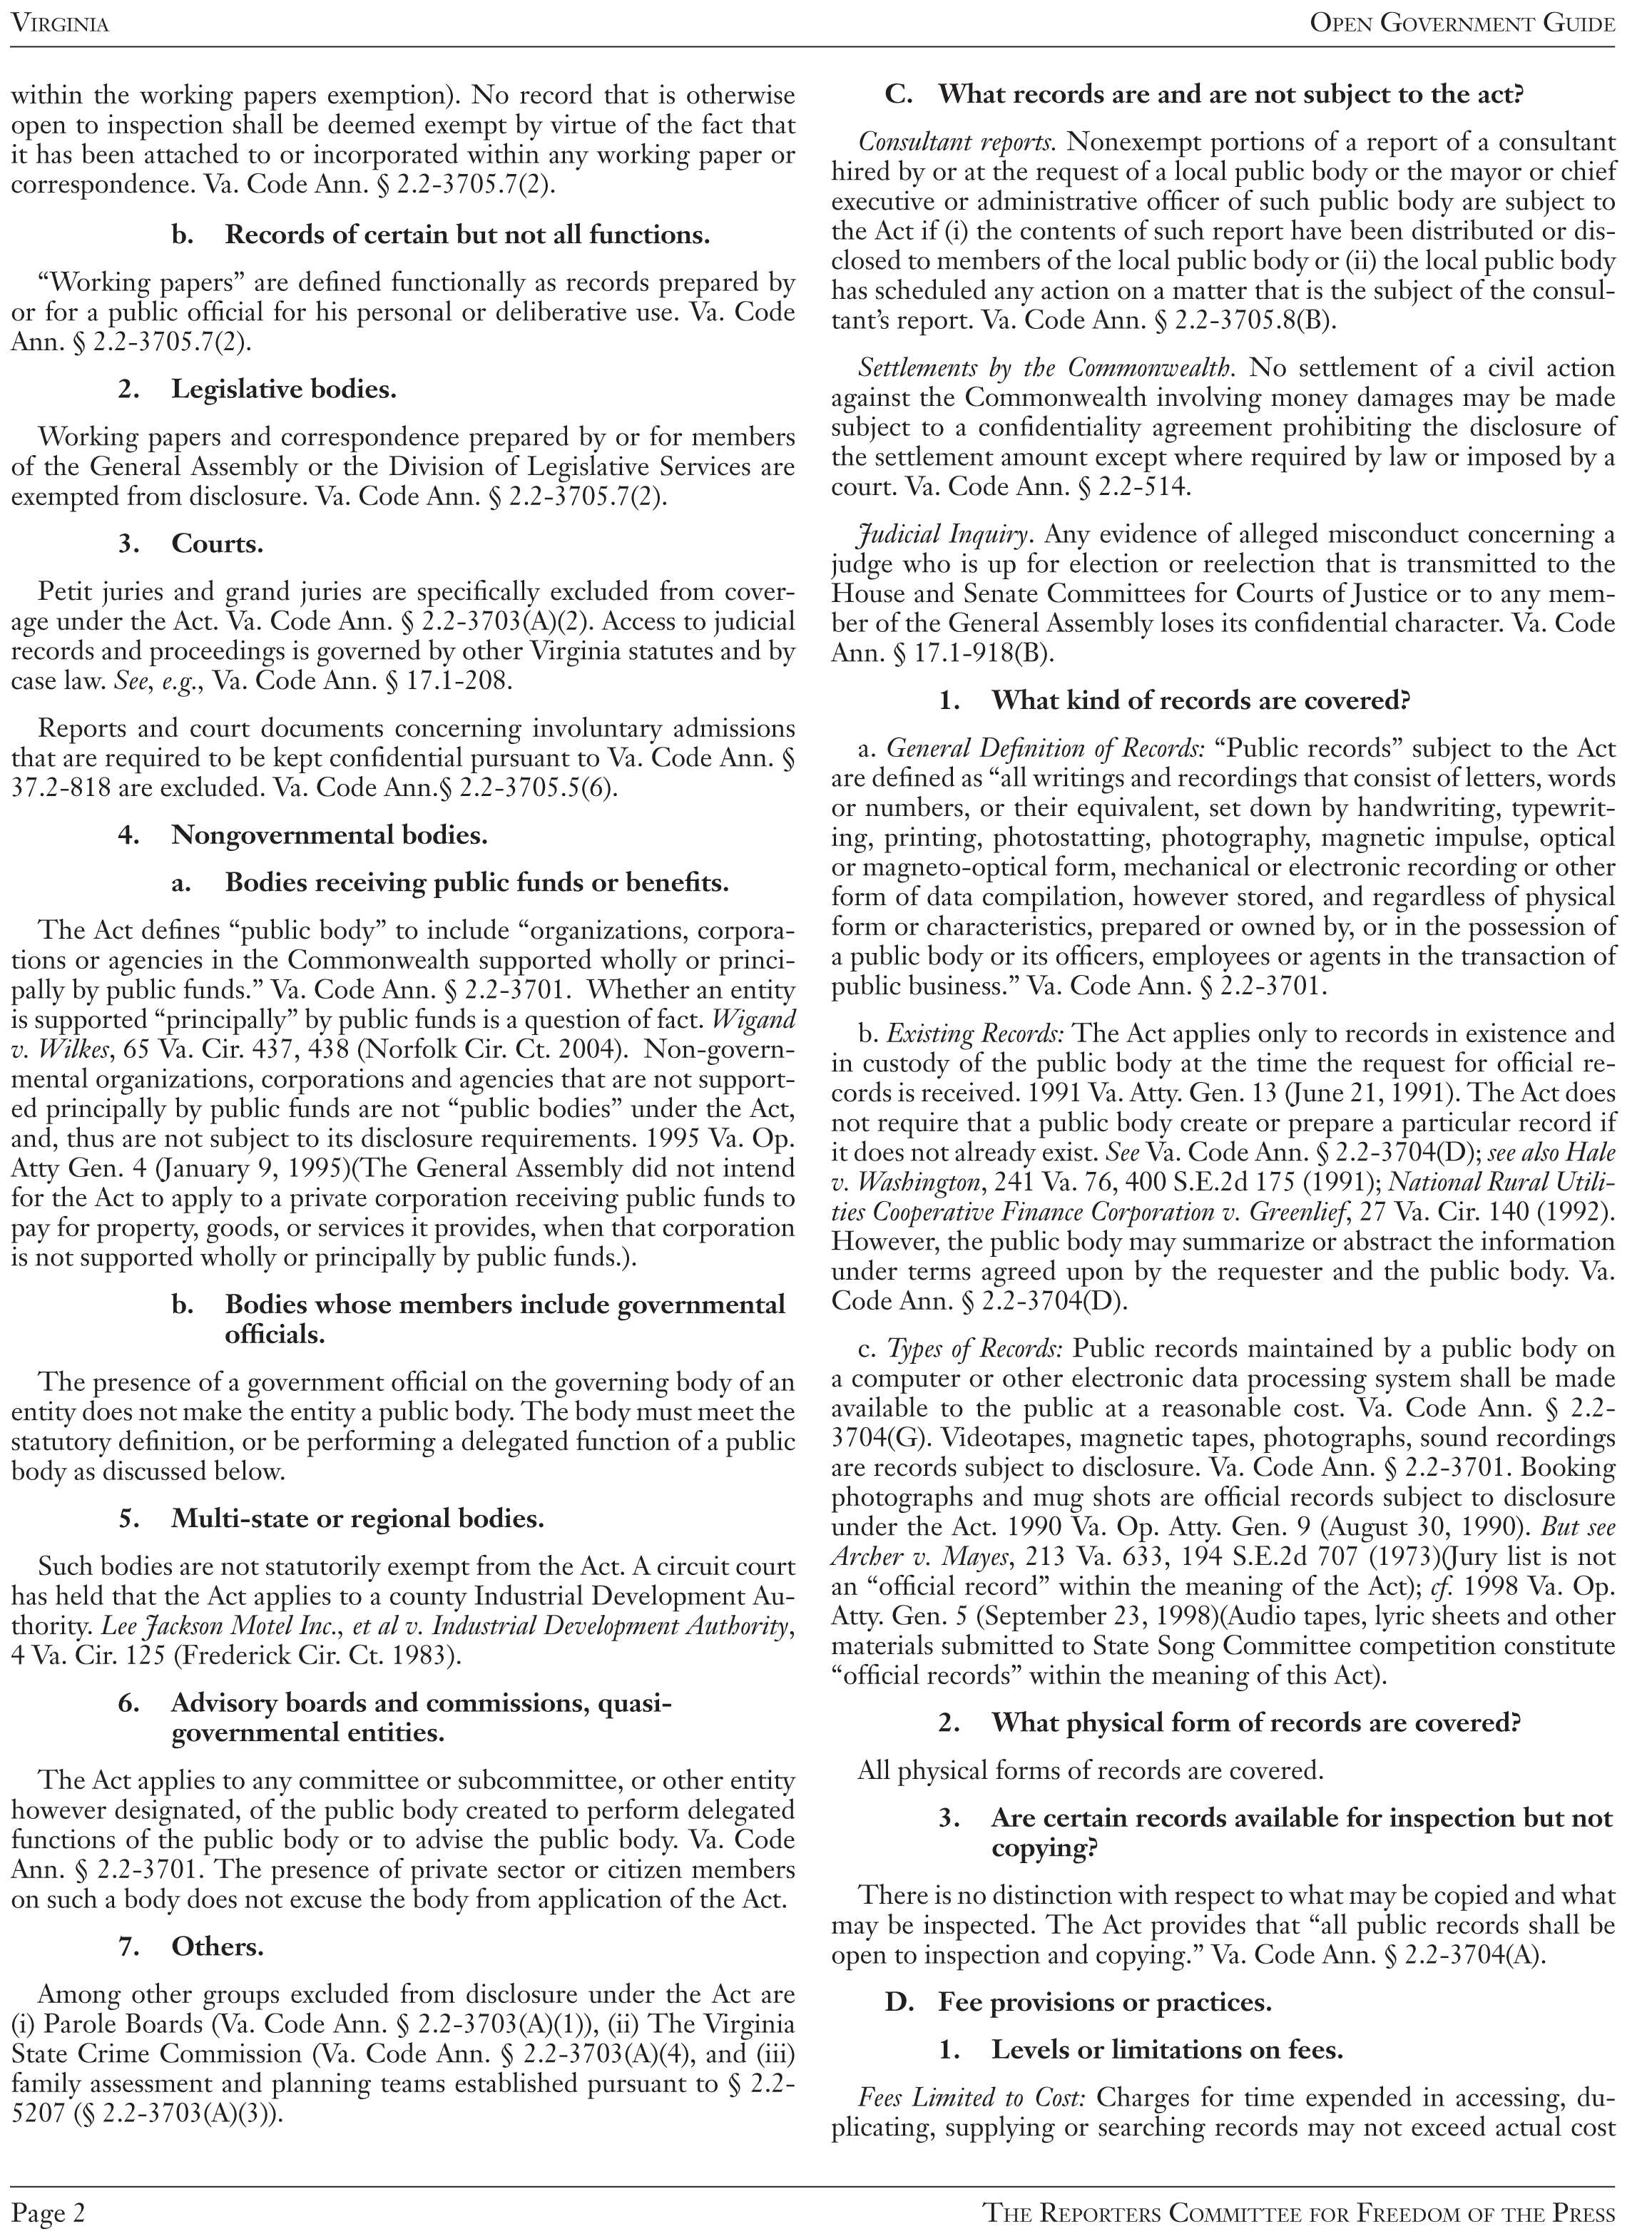 VIRGINIA
OPEN GOVERNMENT GUIDE
within the working papers exemption). No record that is otherwise
open to inspection shall be deemed exempt by virtue of the fact that
it has been attached to or incorporated within any working paper or
correspondence. Va. Code Ann. § 2.2-3705.7(2).
b. Records of certain but not all functions.
“Working papers” are defined functionally as records prepared by
or for a public official for his personal or deliberative use. Va. Code
Ann. § 2.2-3705.7(2).
2. Legislative bodies.
Working papers and correspondence prepared by or for members
of the General Assembly or the Division of Legislative Services are
exempted from disclosure. Va. Code Ann. § 2.2-3705.7(2).
3. Courts.
Petit juries and grand juries are specifically excluded from cover-
age under the Act. Va. Code Ann. § 2.2-3703(A)(2). Access to judicial
records and proceedings is governed by other Virginia statutes and by
case law. See, e.g., Va. Code Ann. § 17.1-208.
Reports and court documents concerning involuntary admissions
that are required to be kept confidential pursuant to Va. Code Ann. §
37.2-818 are excluded. Va. Code Ann.§ 2.2-3705.5(6).
4. Nongovernmental bodies.
a. Bodies receiving public funds or benefits.
The Act defines “public body” to include “organizations, corpora-
tions or agencies in the Commonwealth supported wholly or princi-
pally by public funds.” Va. Code Ann. § 2.2-3701. Whether an entity
is supported “principally” by public funds is a question of fact. Wigand
v. Wilkes, 65 Va. Cir. 437, 438 (Norfolk Cir. Ct. 2004). Non-govern-
mental organizations, corporations and agencies that are not support-
ed principally by public funds are not “public bodies” under the Act,
and, thus are not subject to its disclosure requirements. 1995 Va. Op.
Atty Gen. 4 (January 9, 1995)(The General Assembly did not intend
for the Act to apply to a private corporation receiving public funds to
pay for property, goods, or services it provides, when that corporation
is not supported wholly or principally by public funds.).
b. Bodies whose members include governmental
officials.
The presence of a government official on the governing body of an
entity does not make the entity a public body. The body must meet the
statutory definition, or be performing a delegated function of a public
body as discussed below.
5. Multi-state or regional bodies.
Such bodies are not statutorily exempt from the Act. A circuit court
has held that the Act applies to a county Industrial Development Au-
thority. Lee Jackson Motel Inc., et al v. Industrial Development Authority,
4 Va. Cir. 125 (Frederick Cir. Ct. 1983).
6. Advisory boards and commissions, quasi-
governmental entities.
The Act applies to any committee or subcommittee, or other entity
however designated, of the public body created to perform delegated
functions of the public body or to advise the public body. Va. Code
Ann. § 2.2-3701. The presence of private sector or citizen members
on such a body does not excuse the body from application of the Act.
7. Others.
Among other groups excluded from disclosure under the Act are
(i) Parole Boards (Va. Code Ann. § 2.2-3703(A)(1)), (ii) The Virginia
State Crime Commission (Va. Code Ann. § 2.2-3703(A)(4), and (iii)
family assessment and planning teams established pursuant to § 2.2-
5207 (§ 2.2-3703(A)(3)).
C. What records are and are not subject to the act?
Consultant reports. Nonexempt portions of a report of a consultant
hired by or at the request of a local public body or the mayor or chief
executive or administrative officer of such public body are subject to
the Act if (i) the contents of such report have been distributed or dis-
closed to members of the local public body or (ii) the local public body
has scheduled any action on a matter that is the subject of the consul-
tant’s report. Va. Code Ann. § 2.2-3705.8(B).
Settlements by the Commonwealth. No settlement of a civil action
against the Commonwealth involving money damages may be made
subject to a confidentiality agreement prohibiting the disclosure of
the settlement amount except where required by law or imposed by a
court. Va. Code Ann. § 2.2-514.
Judicial Inquiry. Any evidence of alleged misconduct concerning a
judge who is up for election or reelection that is transmitted to the
House and Senate Committees for Courts of Justice or to any mem-
ber of the General Assembly loses its confidential character. Va. Code
Ann. § 17.1-918(B).
1. What kind of records are covered?
a. General Definition of Records: “Public records” subject to the Act
are defined as “all writings and recordings that consist of letters, words
or numbers, or their equivalent, set down by handwriting, typewrit-
ing, printing, photostatting, photography, magnetic impulse, optical
or magneto-optical form, mechanical or electronic recording or other
form of data compilation, however stored, and regardless of physical
form or characteristics, prepared or owned by, or in the possession of
a public body or its officers, employees or agents in the transaction of
public business.” Va. Code Ann. § 2.2-3701.
b. Existing Records: The Act applies only to records in existence and
in custody of the public body at the time the request for official re-
cords is received. 1991 Va. Atty. Gen. 13 (June 21, 1991). The Act does
not require that a public body create or prepare a particular record if
it does not already exist. See Va. Code Ann. § 2.2-3704(D); see also Hale
v. Washington, 241 Va. 76, 400 S.E.2d 175 (1991); National Rural Utili-
ties Cooperative Finance Corporation v. Greenlief, 27 Va. Cir. 140 (1992).
However, the public body may summarize or abstract the information
under terms agreed upon by the requester and the public body. Va.
Code Ann. § 2.2-3704(D).
c. Types of Records: Public records maintained by a public body on
a computer or other electronic data processing system shall be made
available to the public at a reasonable cost. Va. Code Ann. § 2.2-
3704(G). Videotapes, magnetic tapes, photographs, sound recordings
are records subject to disclosure. Va. Code Ann. § 2.2-3701. Booking
photographs and mug shots are official records subject to disclosure
under the Act. 1990 Va. Op. Atty. Gen. 9 (August 30, 1990). But see
Archer v. Mayes, 213 Va. 633, 194 S.E.2d 707 (1973)(Jury list is not
an “official record” within the meaning of the Act); cf. 1998 Va. Op.
Atty. Gen. 5 (September 23, 1998)(Audio tapes, lyric sheets and other
materials submitted to State Song Committee competition constitute
“official records” within the meaning of this Act).
2. What physical form of records are covered?
All physical forms of records are covered.
3. Are certain records available for inspection but not
copying?
There is no distinction with respect to what may be copied and what
may be inspected. The Act provides that “all public records shall be
open to inspection and copying.” Va. Code Ann. § 2.2-3704(A).
D. Fee provisions or practices.
1. Levels or limitations on fees.
Fees Limited to Cost: Charges for time expended in accessing, du-
plicating, supplying or searching records may not exceed actual cost
Page 2
THE REPORTERS COMMITTEE FOR FREEDOM OF THE PRESS